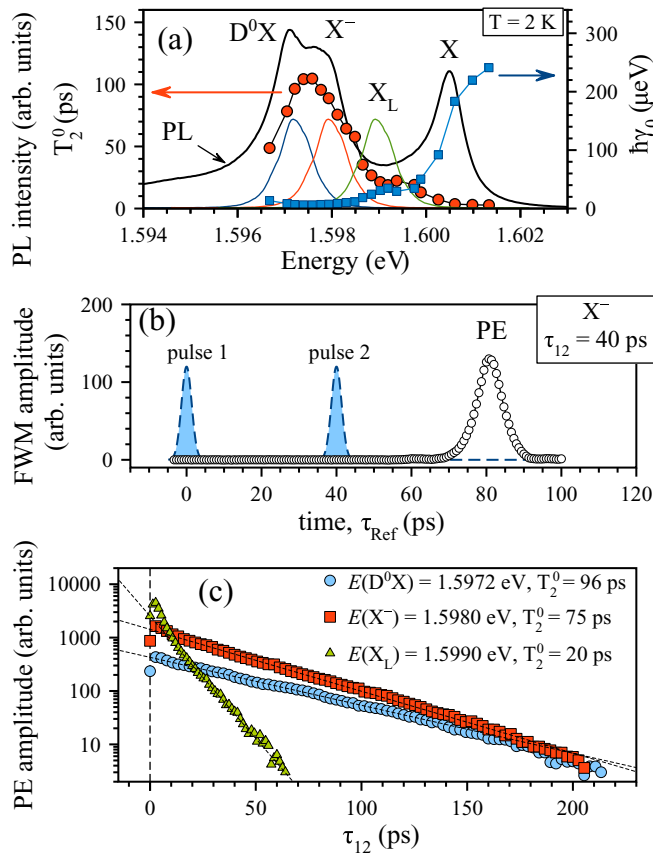 (a)
D⁰X
X⁻
X_L
X
T = 2 K
PL
PL intensity (arb. units)
T₂⁰ (ps)
150
100
50
0
ħγ₀ (μeV)
300
200
100
0
1.594
1.596
1.598
1.600
1.602
Energy (eV)
(b)
X⁻
τ₁₂ = 40 ps
pulse 1
pulse 2
PE
FWM amplitude
(arb. units)
200
100
0
0
20
40
60
80
100
120
time, τ_Ref (ps)
(c)
E(D⁰X) = 1.5972 eV, T₂⁰ = 96 ps
E(X⁻) = 1.5980 eV, T₂⁰ = 75 ps
E(X_L) = 1.5990 eV, T₂⁰ = 20 ps
PE amplitude (arb. units)
10000
1000
100
10
0
50
100
150
200
τ₁₂ (ps)